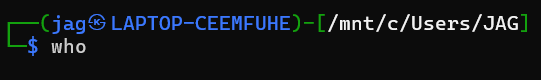 ┌──(jag㉿LAPTOP-CEEMFUHE)-[/mnt/c/Users/JAG]
└─$ who